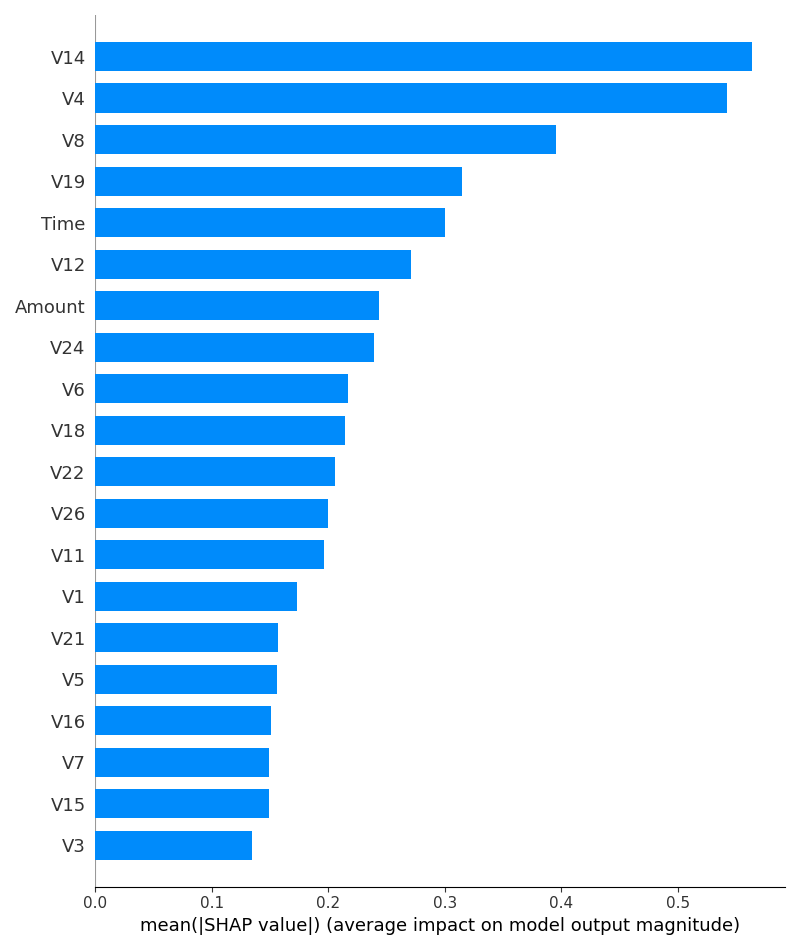 V14
V4
V8
V19
Time
V12
Amount
V24
V6
V18
V22
V26
V11
V1
V21
V5
V16
V7
V15
V3
0.0 0.1 0.2 0.3 0.4 0.5
mean(|SHAP value|) (average impact on model output magnitude)